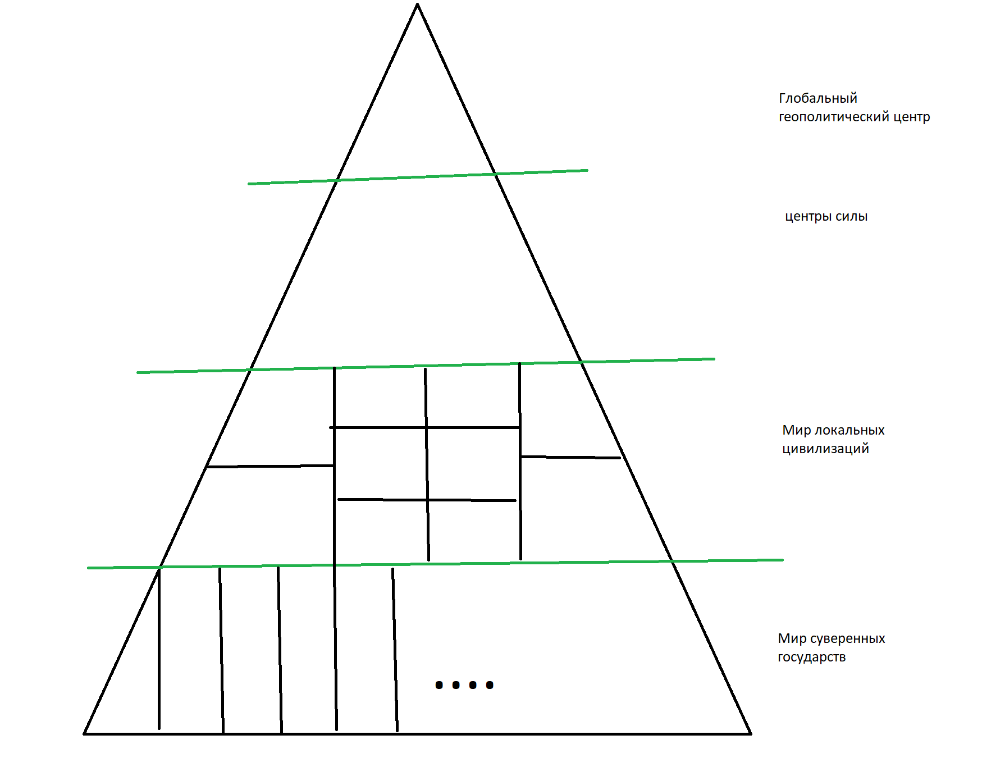 Глобальный
геополитический центр
центры силы
Мир локальных
цивилизаций
Мир суверенных
государств